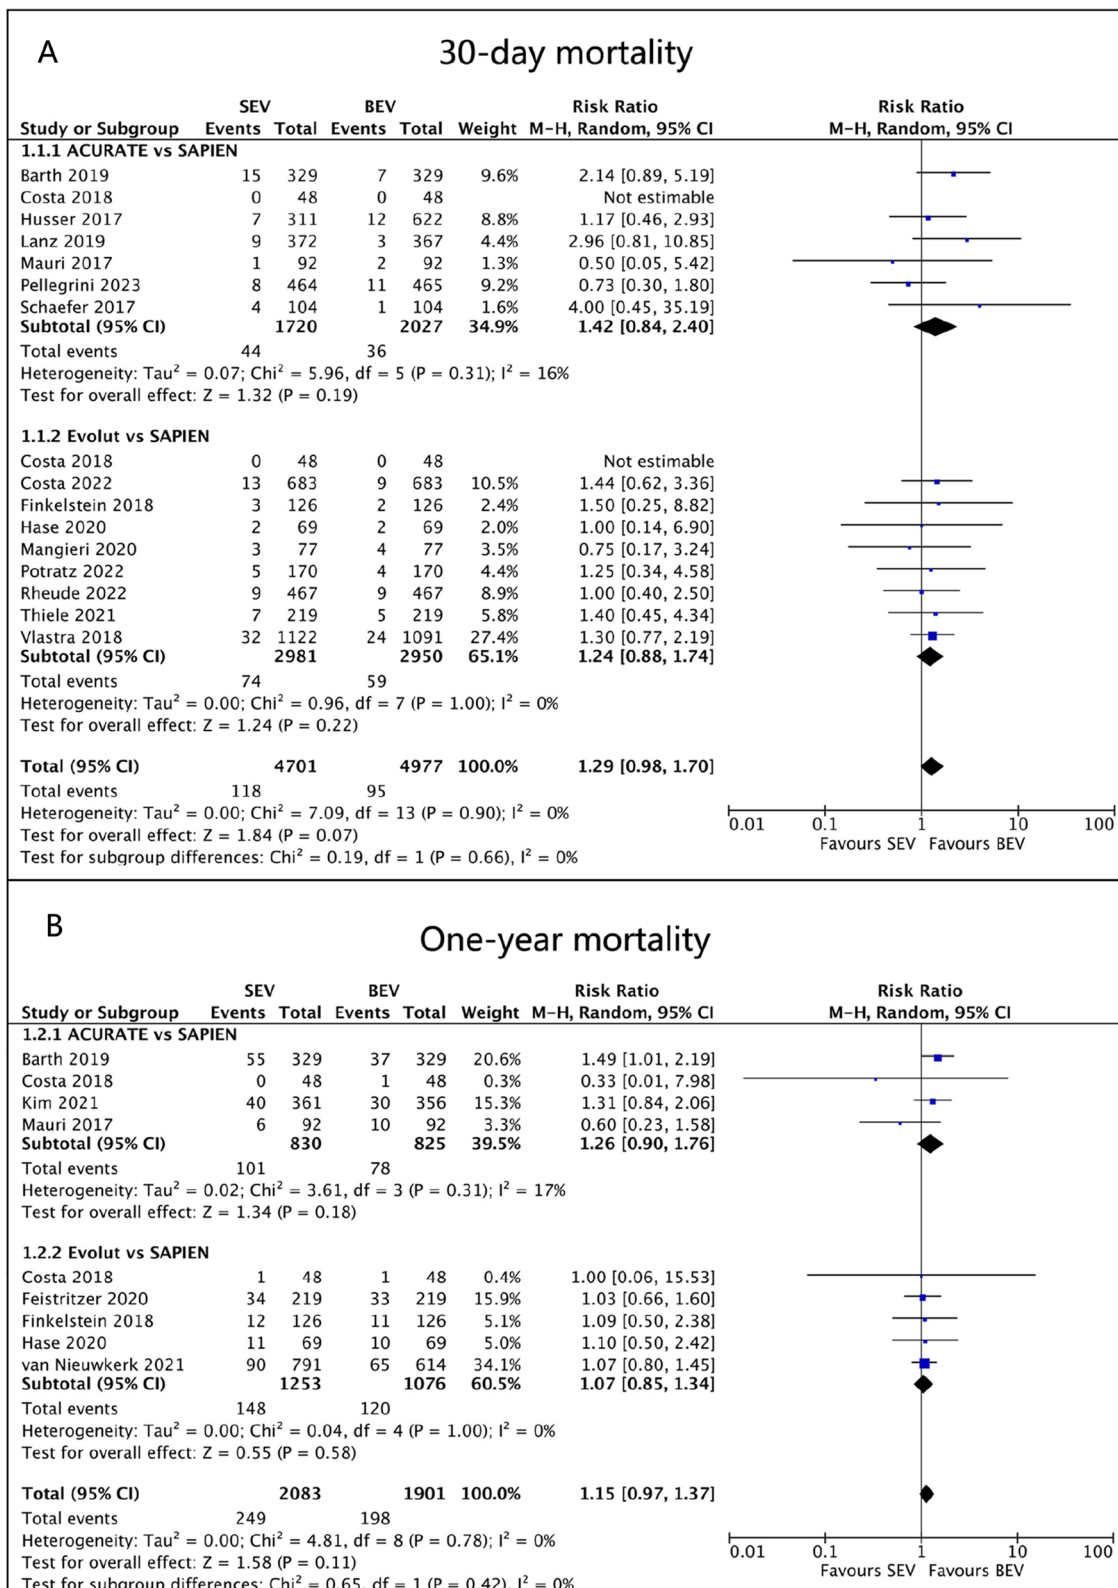 A
30-day mortality
SEV BEV Risk Ratio Risk Ratio
Study or Subgroup Events Total Events Total Weight M-H, Random, 95% CI M-H, Random, 95% CI
1.1.1 ACURATE vs SAPIEN
Barth 2019 15 329 7 329 9.6% 2.14 [0.89, 5.19]
Costa 2018 0 48 0 48 Not estimable
Husser 2017 7 311 12 622 8.8% 1.17 [0.46, 2.93]
Lanz 2019 9 372 3 367 4.4% 2.96 [0.81, 10.85]
Mauri 2017 1 92 2 92 1.3% 0.50 [0.05, 5.42]
Pellegrini 2023 8 464 11 465 9.2% 0.73 [0.30, 1.80]
Schaefer 2017 4 104 1 104 1.6% 4.00 [0.45, 35.19]
Subtotal (95% CI) 1720 2027 34.9% 1.42 [0.84, 2.40]
Total events 44 36
Heterogeneity: Tau² = 0.07; Chi² = 5.96, df = 5 (P = 0.31); I² = 16%
Test for overall effect: Z = 1.32 (P = 0.19)
1.1.2 Evolut vs SAPIEN
Costa 2018 0 48 0 48 Not estimable
Costa 2022 13 683 9 683 10.5% 1.44 [0.62, 3.36]
Finkelstein 2018 3 126 2 126 2.4% 1.50 [0.25, 8.82]
Hase 2020 2 69 2 69 2.0% 1.00 [0.14, 6.90]
Mangieri 2020 3 77 4 77 3.5% 0.75 [0.17, 3.24]
Potratz 2022 5 170 4 170 4.4% 1.25 [0.34, 4.58]
Rheude 2022 9 467 9 467 8.9% 1.00 [0.40, 2.50]
Thiele 2021 7 219 5 219 5.8% 1.40 [0.45, 4.34]
Vlastra 2018 32 1122 24 1091 27.4% 1.30 [0.77, 2.19]
Subtotal (95% CI) 2981 2950 65.1% 1.24 [0.88, 1.74]
Total events 74 59
Heterogeneity: Tau² = 0.00; Chi² = 0.96, df = 7 (P = 1.00); I² = 0%
Test for overall effect: Z = 1.24 (P = 0.22)
Total (95% CI) 4701 4977 100.0% 1.29 [0.98, 1.70]
Total events 118 95
Heterogeneity: Tau² = 0.00; Chi² = 7.09, df = 13 (P = 0.90); I² = 0%
Test for overall effect: Z = 1.84 (P = 0.07)
Test for subgroup differences: Chi² = 0.19, df = 1 (P = 0.66), I² = 0%
0.01 0.1 1 10 100
Favours SEV Favours BEV
B
One-year mortality
SEV BEV Risk Ratio Risk Ratio
Study or Subgroup Events Total Events Total Weight M-H, Random, 95% CI M-H, Random, 95% CI
1.2.1 ACURATE vs SAPIEN
Barth 2019 55 329 37 329 20.6% 1.49 [1.01, 2.19]
Costa 2018 0 48 1 48 0.3% 0.33 [0.01, 7.98]
Kim 2021 40 361 30 356 15.3% 1.31 [0.84, 2.06]
Mauri 2017 6 92 10 92 3.3% 0.60 [0.23, 1.58]
Subtotal (95% CI) 830 825 39.5% 1.26 [0.90, 1.76]
Total events 101 78
Heterogeneity: Tau² = 0.02; Chi² = 3.61, df = 3 (P = 0.31); I² = 17%
Test for overall effect: Z = 1.34 (P = 0.18)
1.2.2 Evolut vs SAPIEN
Costa 2018 1 48 1 48 0.4% 1.00 [0.06, 15.53]
Feistritzer 2020 34 219 33 219 15.9% 1.03 [0.66, 1.60]
Finkelstein 2018 12 126 11 126 5.1% 1.09 [0.50, 2.38]
Hase 2020 11 69 10 69 5.0% 1.10 [0.50, 2.42]
van Nieuwkerk 2021 90 791 65 614 34.1% 1.07 [0.80, 1.45]
Subtotal (95% CI) 1253 1076 60.5% 1.07 [0.85, 1.34]
Total events 148 120
Heterogeneity: Tau² = 0.00; Chi² = 0.04, df = 4 (P = 1.00); I² = 0%
Test for overall effect: Z = 0.55 (P = 0.58)
Total (95% CI) 2083 1901 100.0% 1.15 [0.97, 1.37]
Total events 249 198
Heterogeneity: Tau² = 0.00; Chi² = 4.81, df = 8 (P = 0.78); I² = 0%
Test for overall effect: Z = 1.58 (P = 0.11)
Test for subgroup differences: Chi² = 0.65, df = 1 (P = 0.42), I² = 0%
0.01 0.1 1 10 100
Favours SEV Favours BEV